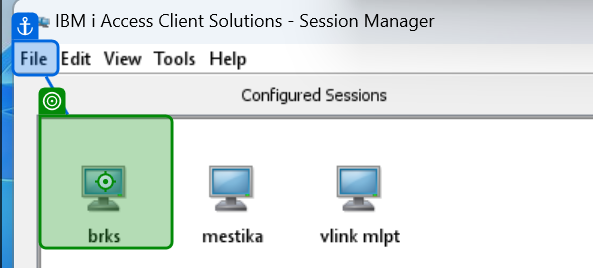 IBM i Access Client Solutions - Session Manager
File Edit View Tools Help
Configured Sessions
brks mestika vlink mlpt